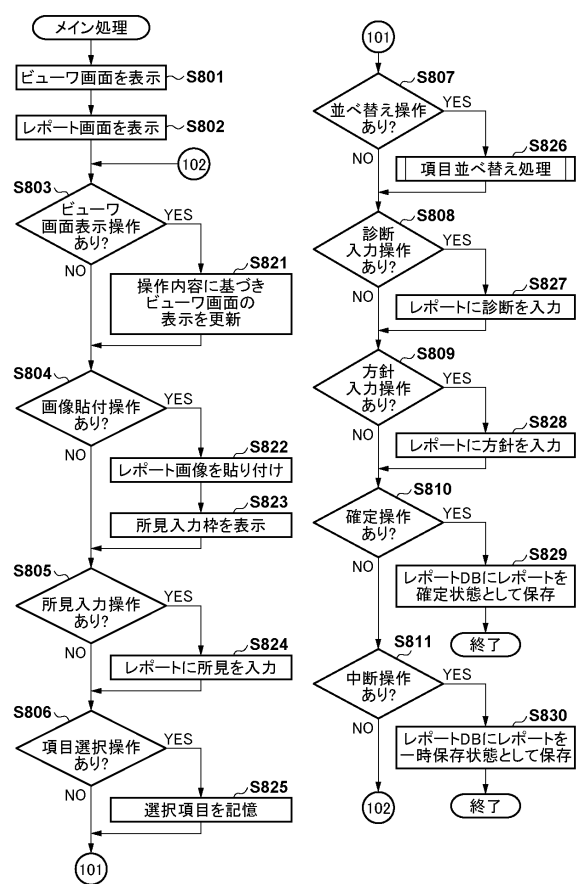 メイン処理
ビューワ画面を表示
S801
レポート画面を表示
S802
102
S803
ビューワ
画面表示操作
あり?
YES
NO
S821
操作内容に基づき
ビューワ画面の
表示を更新
S804
画像貼付操作
あり?
YES
NO
S822
レポート画像を貼り付け
S823
所見入力枠を表示
S805
所見入力操作
あり?
YES
NO
S824
レポートに所見を入力
S806
項目選択操作
あり?
YES
NO
S825
選択項目を記憶
101
101
S807
並べ替え操作
あり?
YES
NO
S826
項目並べ替え処理
S808
診断
入力操作
あり?
YES
NO
S827
レポートに診断を入力
S809
方針
入力操作
あり?
YES
NO
S828
レポートに方針を入力
S810
確定操作
あり?
YES
NO
S829
レポートDBにレポートを
確定状態として保存
終了
S811
中断操作
あり?
YES
NO
S830
レポートDBにレポートを
一時保存状態として保存
終了
102